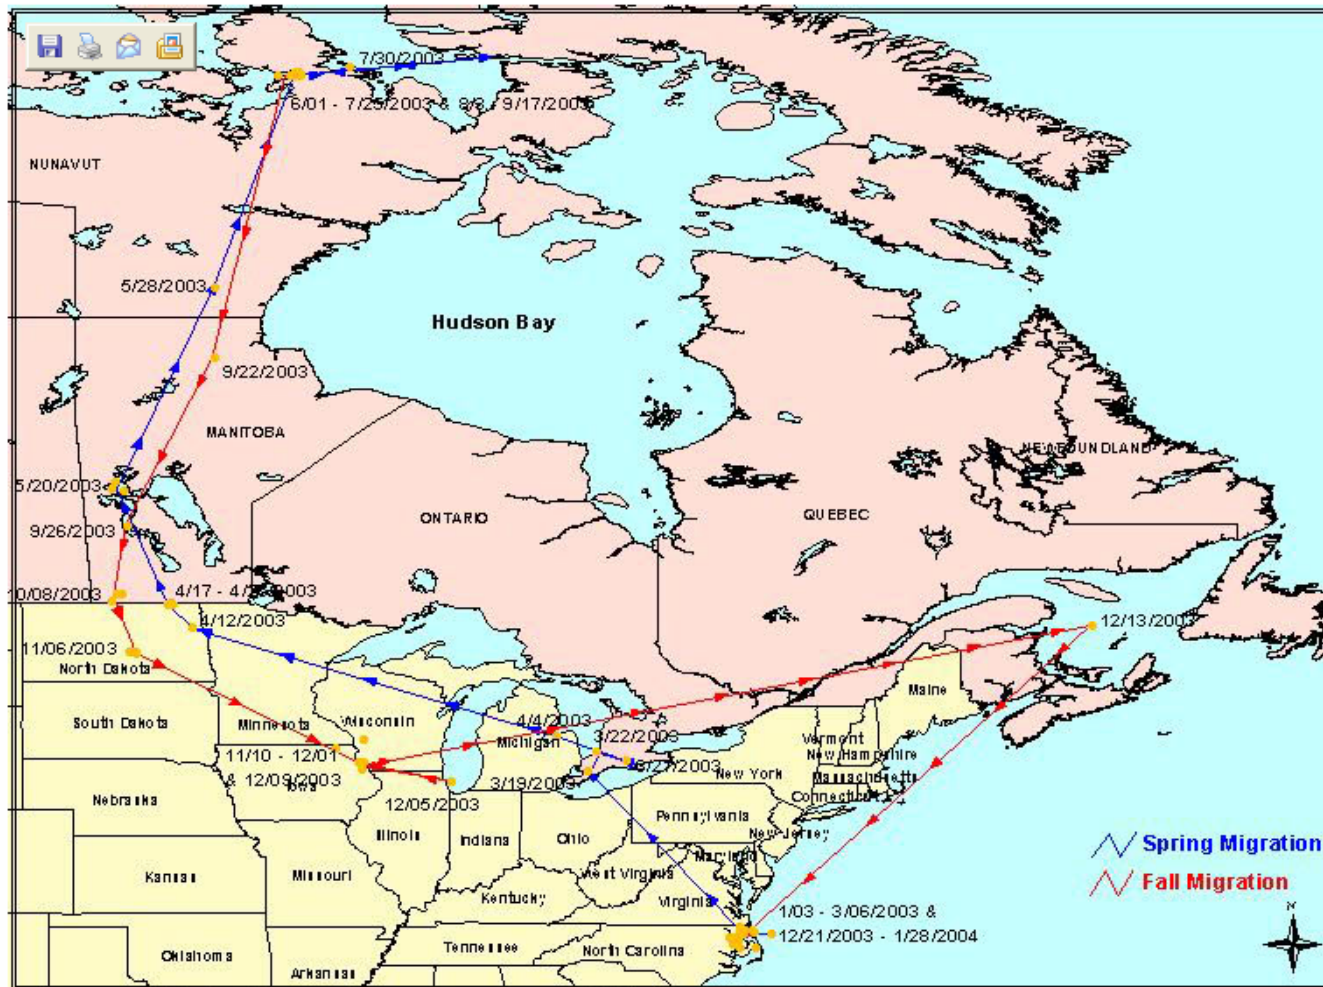 7/30/2003
6/01 - 7/29/2003 & 8/8 - 9/17/2003
NUNAVUT
5/28/2003
Hudson Bay
9/22/2003
MANITOBA
NEWFOUNDLAND
5/20/2003
ONTARIO
QUEBEC
9/26/2003
10/08/2003
4/12/2003
12/13/2003
11/06/2003
North Dakota
Maine
South Dakota
Minnesota
Wisconsin
4/4/2003
Michigan
3/22/2003
Vermont
New Hampshire
11/10 - 12/01
& 12/09/2003
Iowa
3/19/2003
3/27/2003
New York
Massachusetts
Connecticut
Nebraska
12/05/2003
Illinois
Indiana
Ohio
Pennsylvania
New Jersey
Spring Migration
Maryland
Kansas
Missouri
West Virginia
Fall Migration
Kentucky
Virginia
1/03 - 3/06/2003 &
12/21/2003 - 1/28/2004
N
Oklahoma
Arkansas
Tennessee
North Carolina